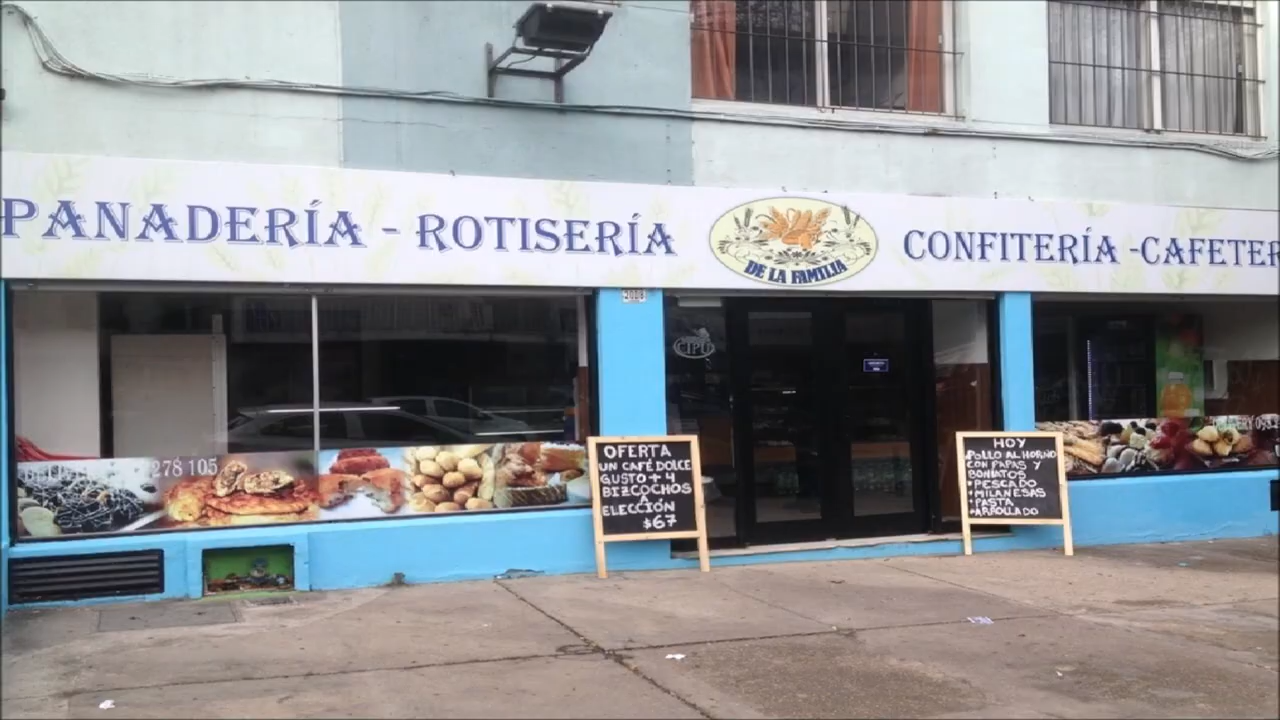 PANADERÍA - ROTISERÍA
DE LA FAMILIA
CONFITERÍA - CAFETER
CIPU
278 105
OFERTA
UN CAFÉ DOLCE
GUSTO + 4
BIZCOCHOS
A
ELECCIÓN
$67
HOY
POLLO AL HORNO
CON PAPAS Y
BONIATOS
• PESCADO
• MILANESAS
• PASTA
• ARROLLADO